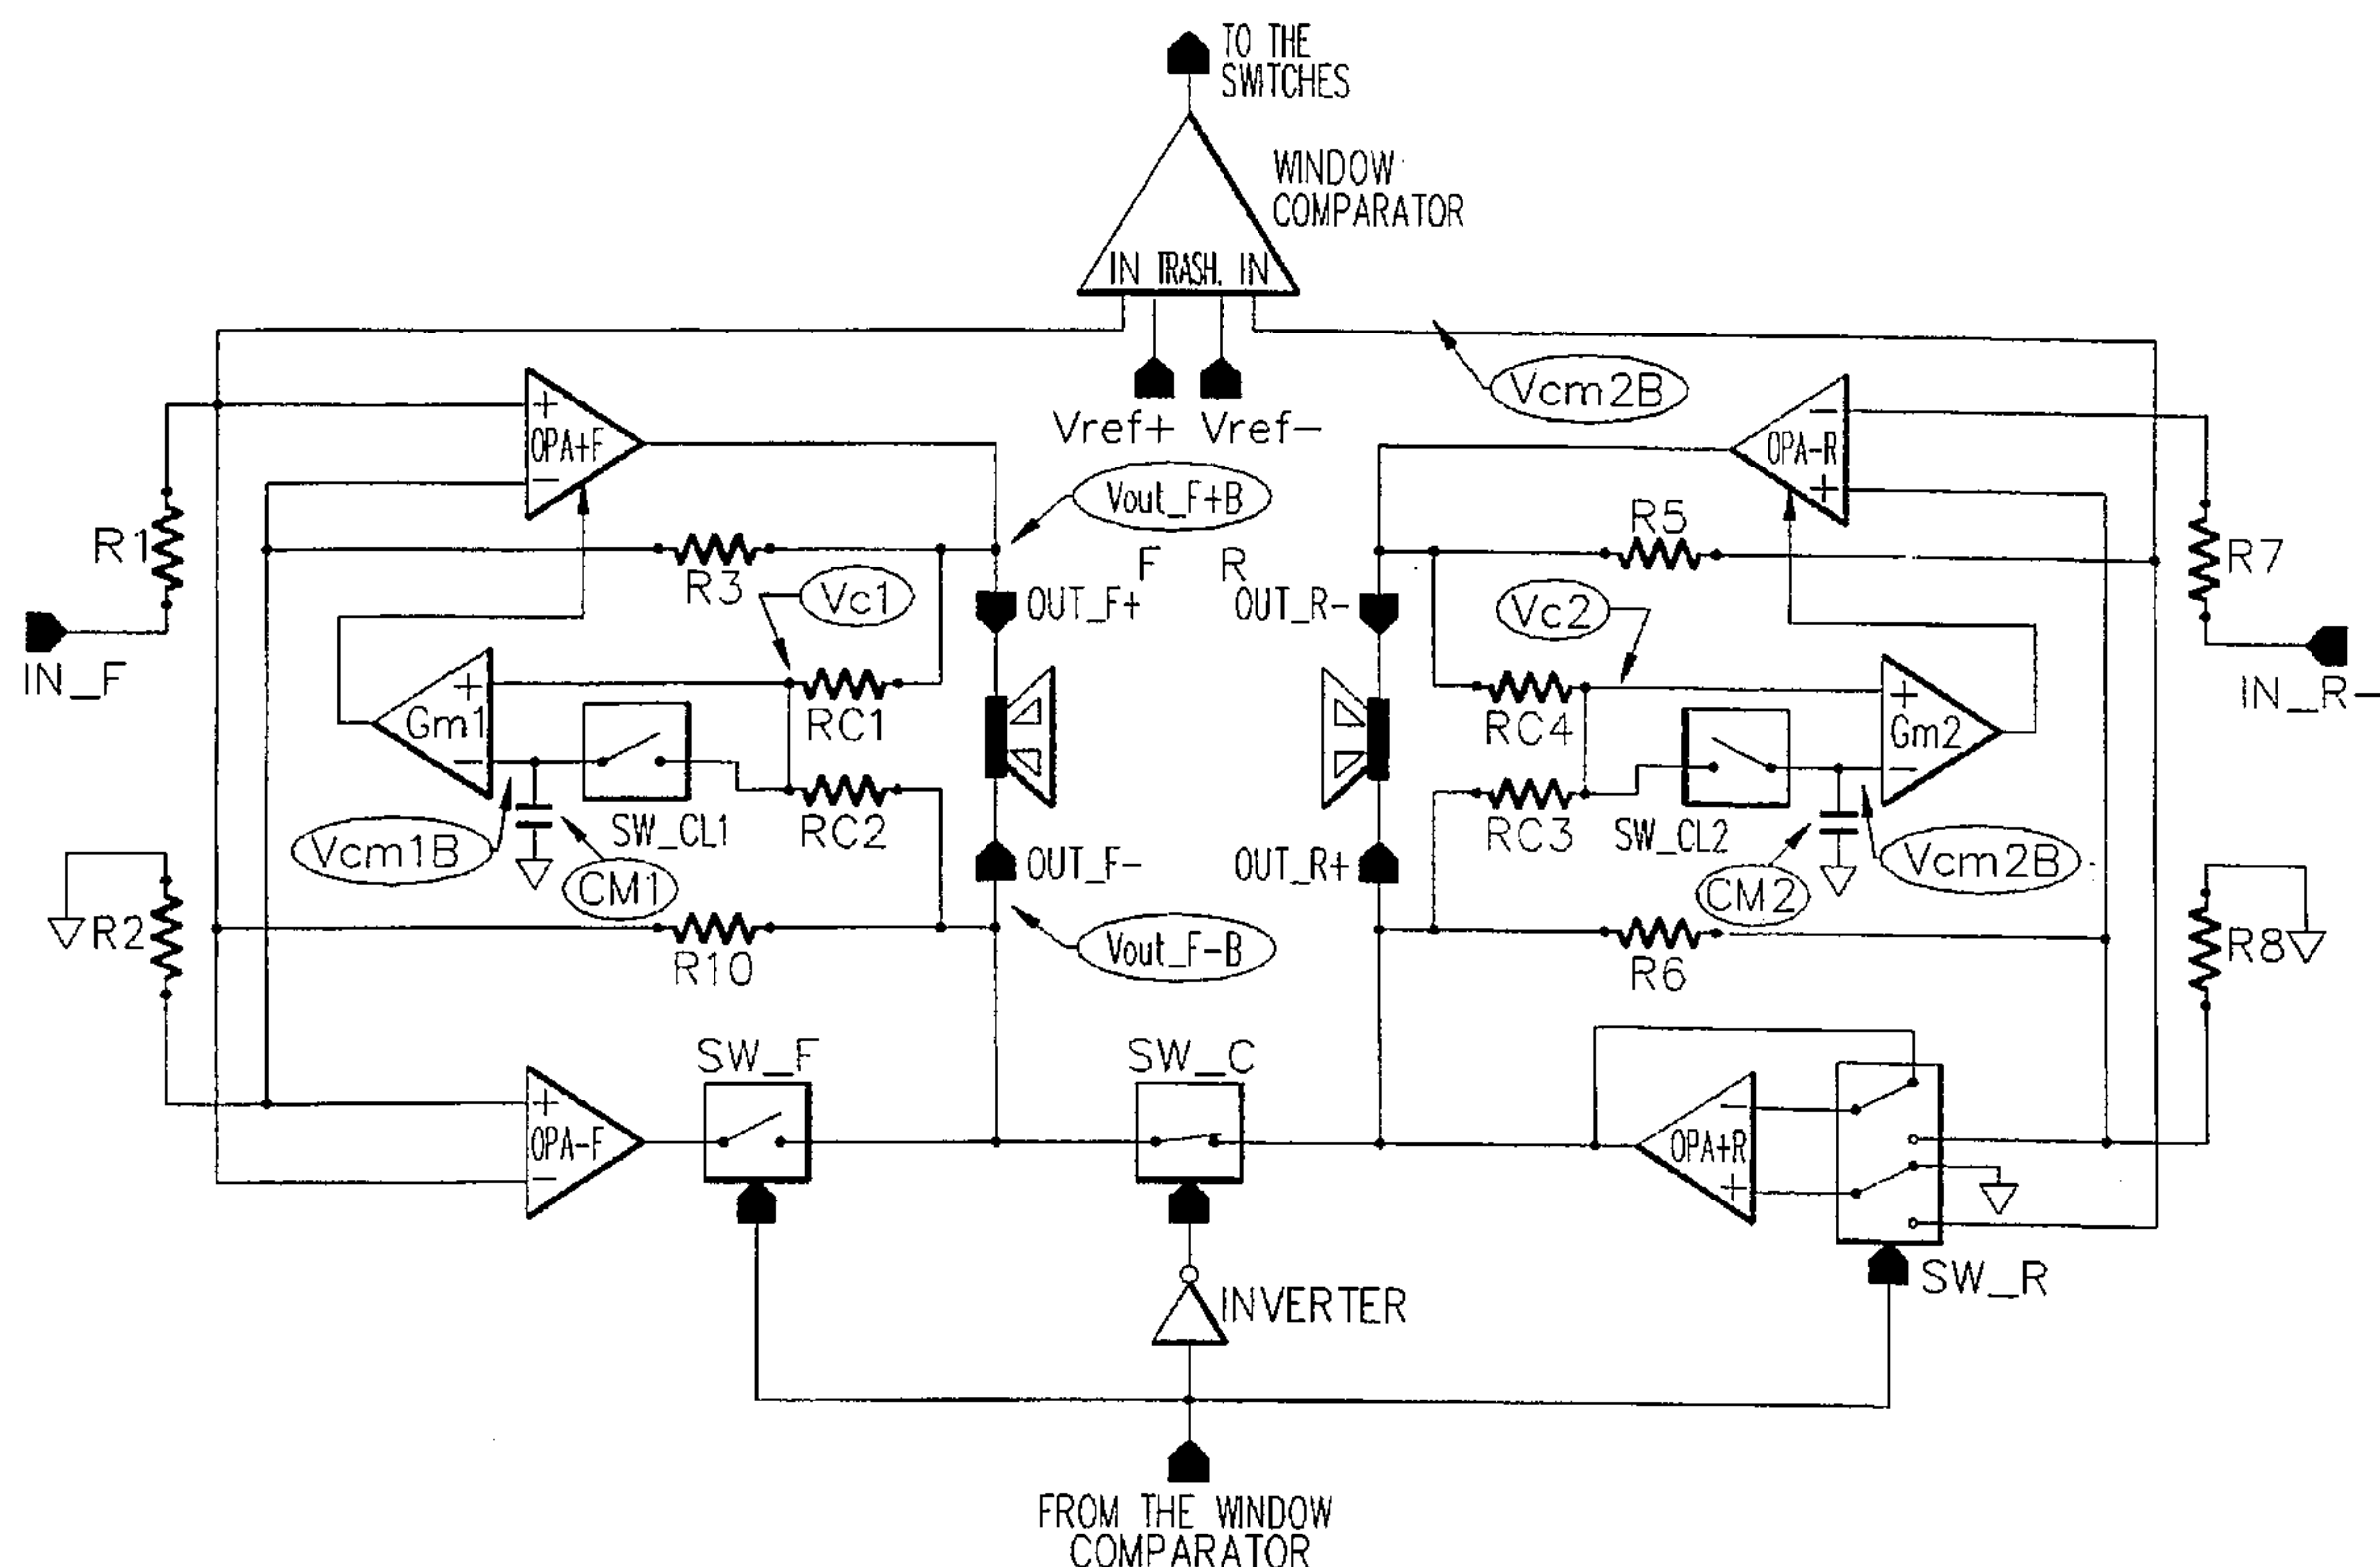 TO THE
SWITCHES
WINDOW
COMPARATOR
IN TRASH. IN
Vcm2B
Vref+ Vref-
+
OPA+F
-
-
OPA-R
+
Vout_F+B
R1
R3
F R
R5
R7
Vc1
OUT_F+
OUT_R-
Vc2
IN_F
IN_R-
+
Gm1
-
RC1
RC4
+
Gm2
-
SW_CL1
RC2
RC3
SW_CL2
Vcm1B
CM1
OUT_F-
OUT_R+
CM2
Vcm2B
R2
R10
Vout_F-B
R6
R8
SW_F
SW_C
+
OPA-F
-
-
OPA+R
+
SW_R
INVERTER
FROM THE WINDOW
COMPARATOR